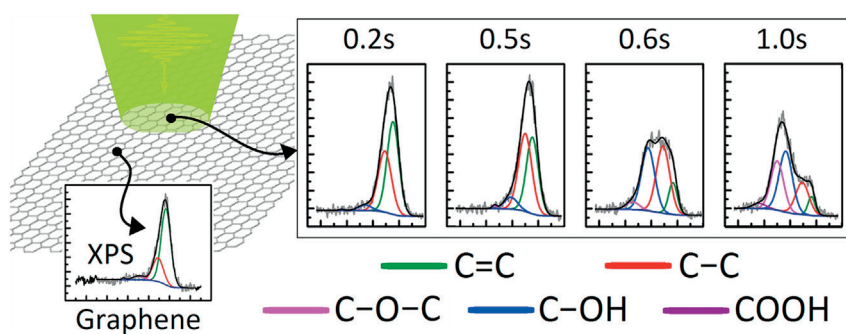 0.2s 0.5s 0.6s 1.0s
XPS
Graphene
C=C C−C
C−O−C C−OH COOH